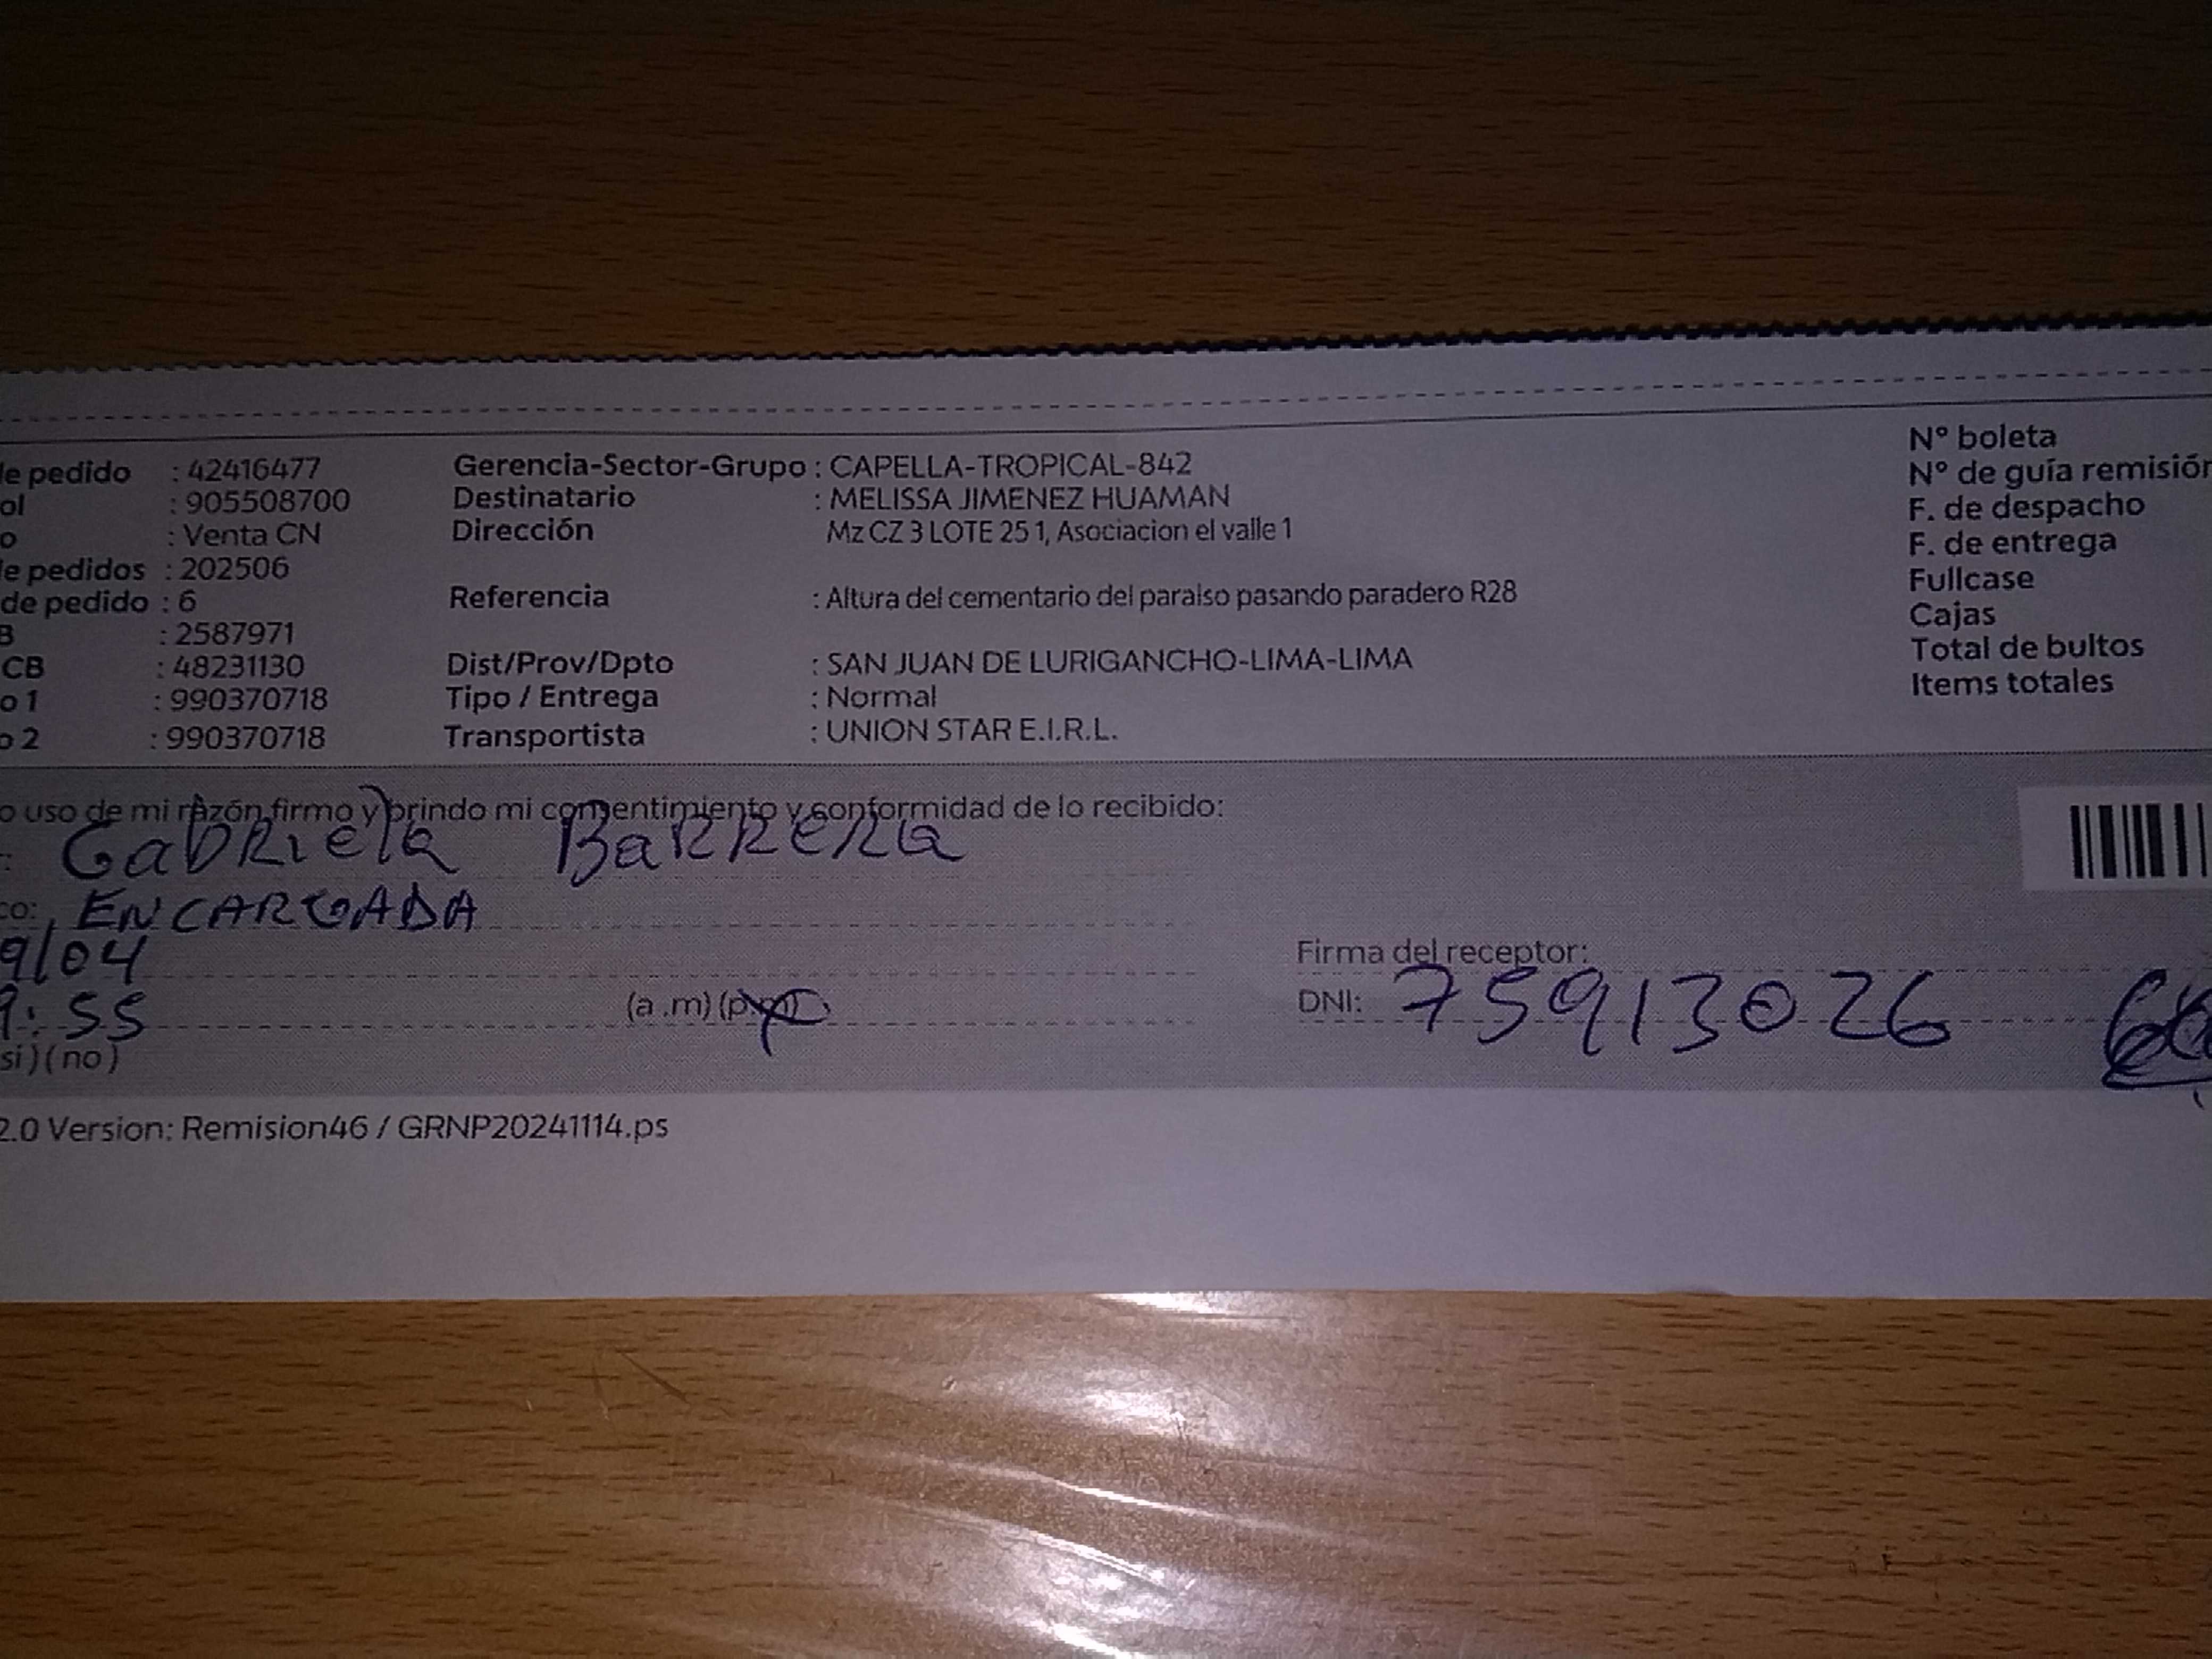 de pedido : 42416477 Gerencia-Sector-Grupo : CAPELLA-TROPICAL-842 N° boleta
ol : 905508700 Destinatario : MELISSA JIMENEZ HUAMAN N° de guía remisión
o : Venta CN Dirección Mz CZ 3 LOTE 25 1, Asociacion el valle 1 F. de despacho
de pedidos : 202506 F. de entrega
de pedido : 6 Referencia : Altura del cementario del paraiso pasando paradero R28 Fullcase
B : 2587971 Cajas
CB : 48231130 Dist/Prov/Dpto : SAN JUAN DE LURIGANCHO-LIMA-LIMA Total de bultos
o 1 : 990370718 Tipo / Entrega : Normal Items totales
o 2 : 990370718 Transportista : UNION STAR E.I.R.L.
o uso de mi razón firmo y brindo mi consentimiento y conformidad de lo recibido:
: Gabriela Barrera
co: ENCARGADA
9/04 Firma del receptor:
9:55 (a .m) (p.m) DNI: 75913026
si ) ( no )
2.0 Version: Remision46 / GRNP20241114.ps